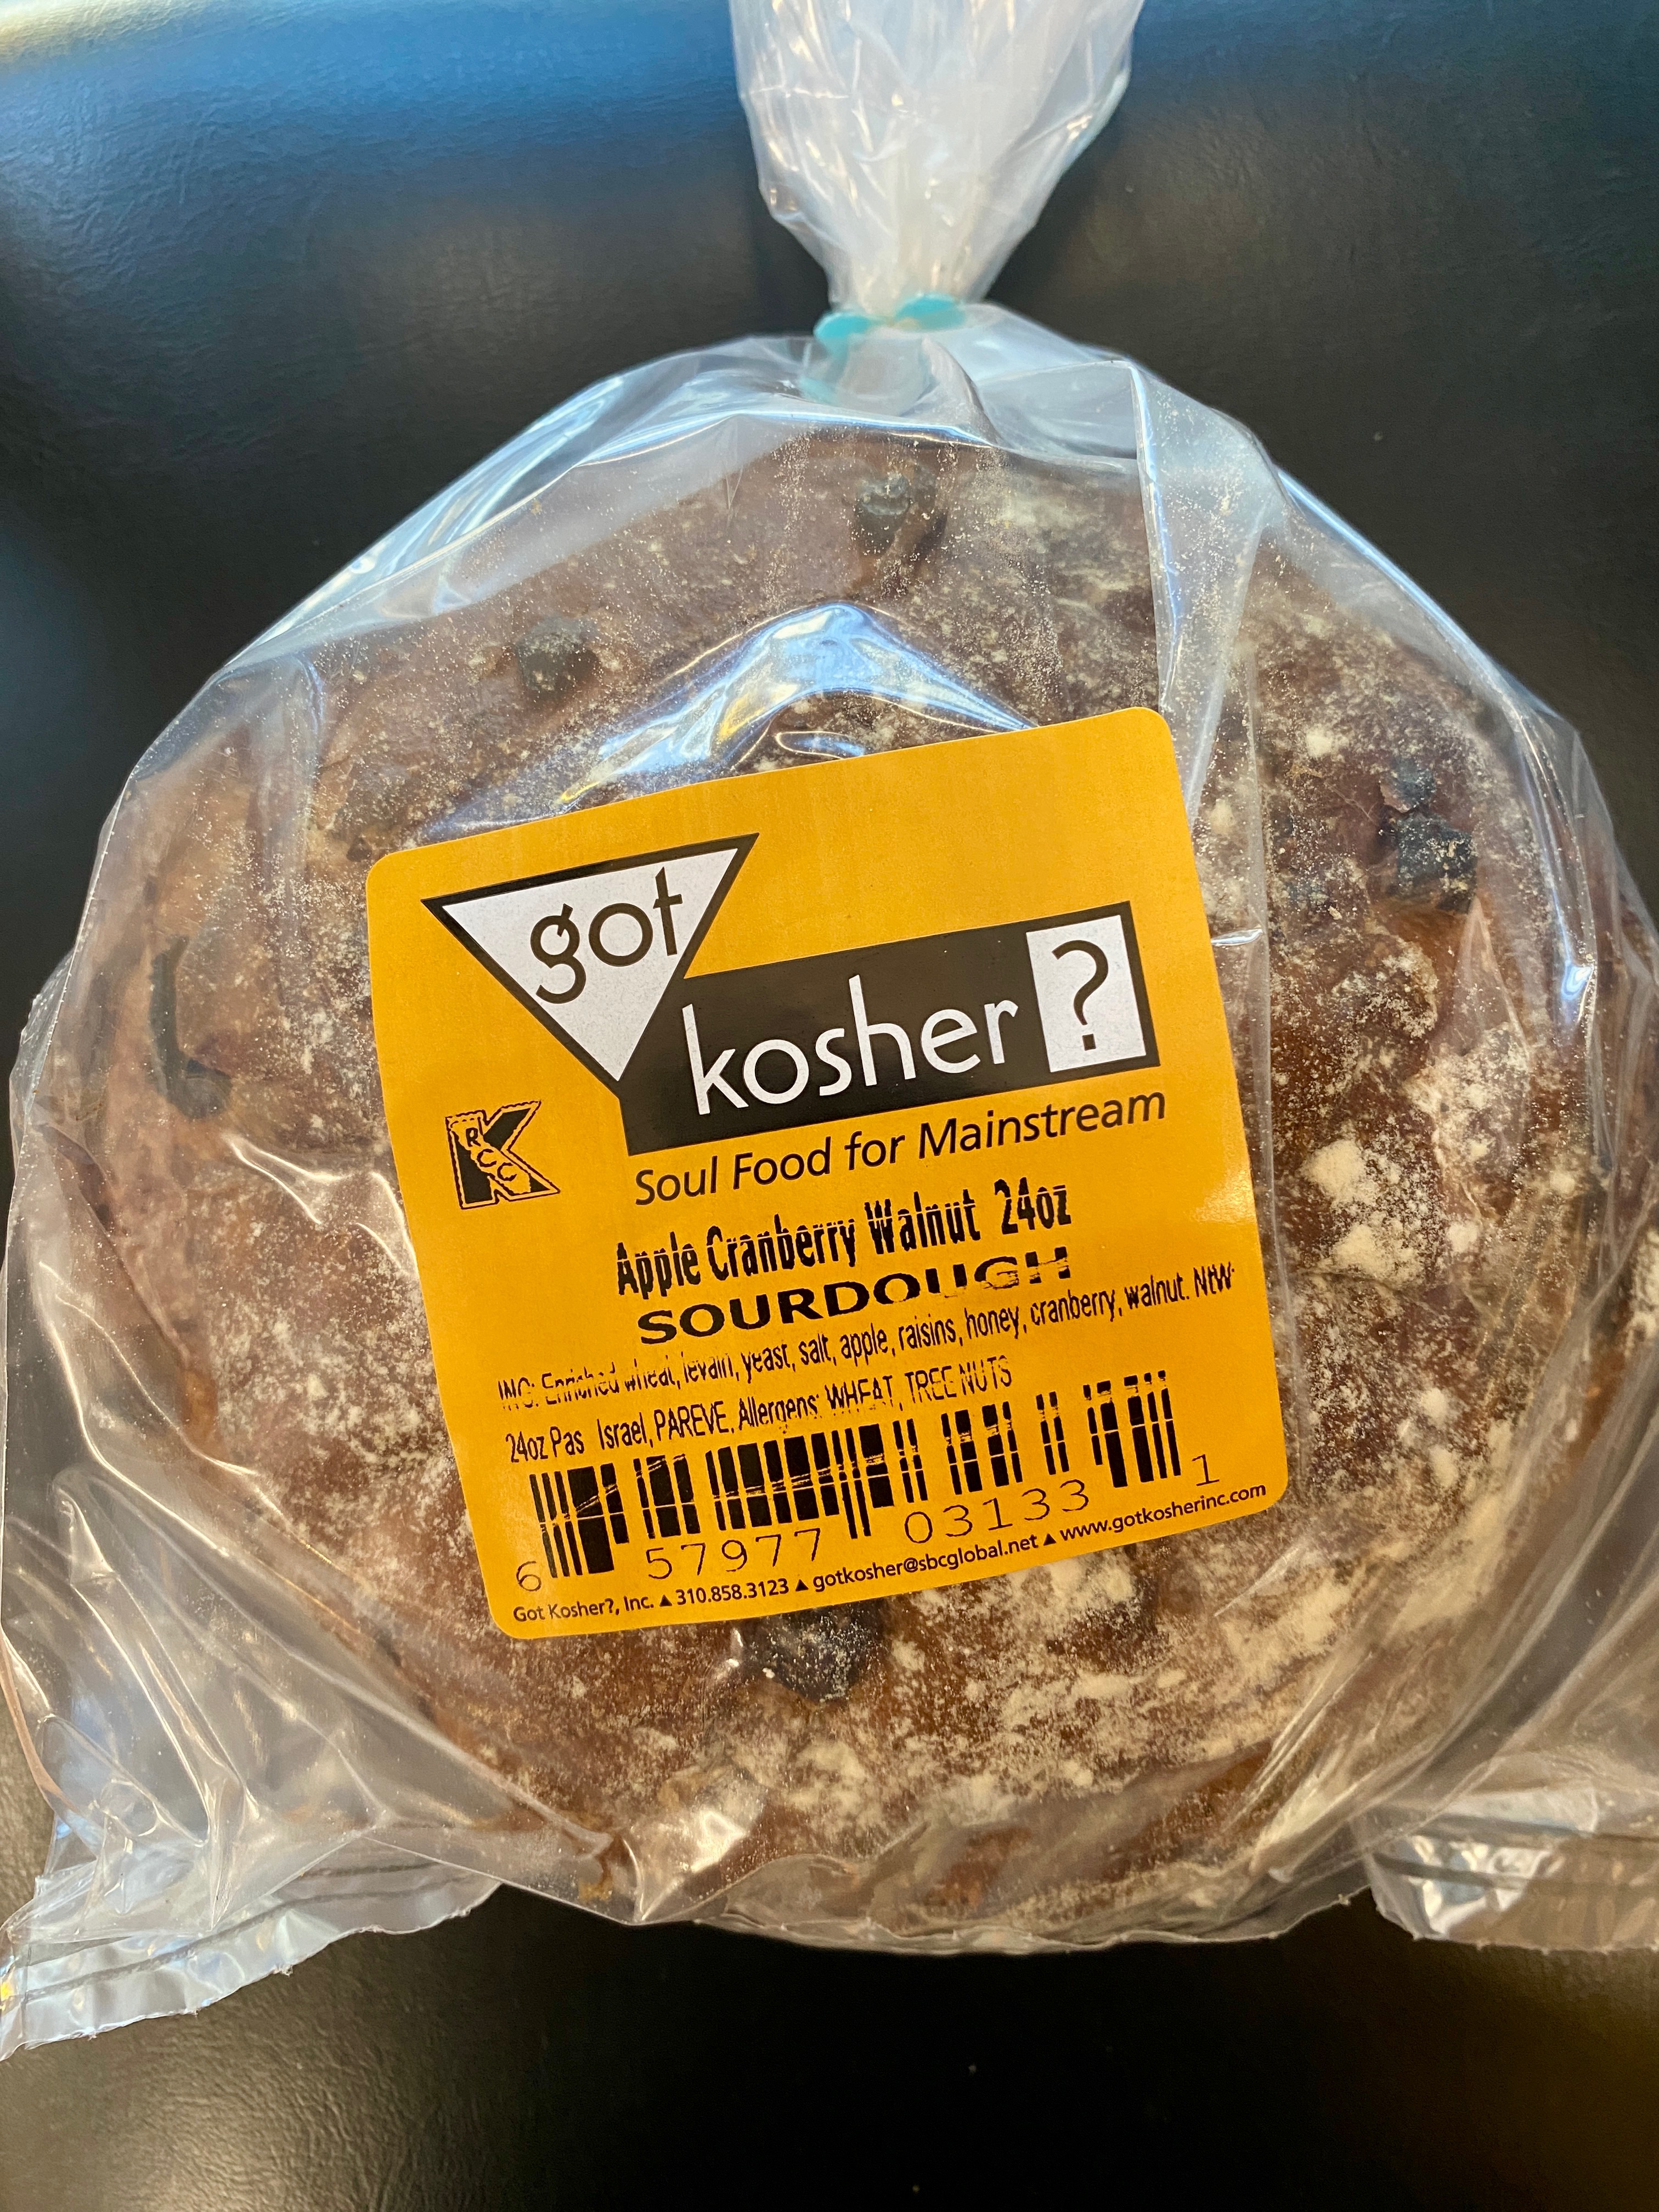 got
kosher ?
RCC
K
Soul Food for Mainstream
Apple Cranberry Walnut 24oz
SOURDOUGH
ING: Enriched wheat, levain, yeast, salt, apple, raisins, honey, cranberry, walnut. NtW
24oz Pas Israel, PAREVE, Allergens: WHEAT, TREE NUTS
6 57977 03133 1
Got Kosher?, Inc. ▲ 310.858.3123 ▲ gotkosher@sbcglobal.net ▲ www.gotkosherinc.com